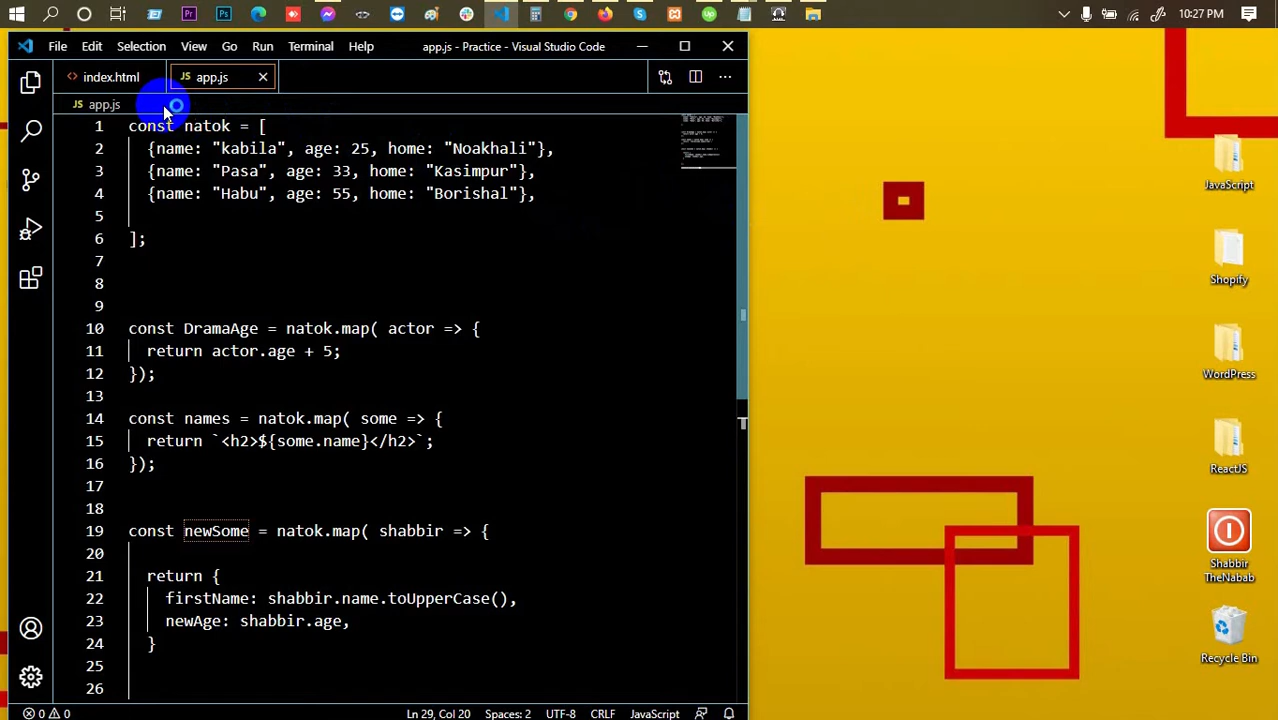 10:27 PM
File Edit Selection View Go Run Terminal Help app.js - Practice - Visual Studio Code
<> index.html JS app.js
JS app.js
1 const natok = [
2 {name: "kabila", age: 25, home: "Noakhali"},
3 {name: "Pasa", age: 33, home: "Kasimpur"},
4 {name: "Habu", age: 55, home: "Borishal"},
5
6 ];
7
8
9
10 const DramaAge = natok.map( actor => {
11 return actor.age + 5;
12 });
13
14 const names = natok.map( some => {
15 return `<h2>${some.name}</h2>`;
16 });
17
18
19 const newSome = natok.map( shabbir => {
20
21 return {
22 firstName: shabbir.name.toUpperCase(),
23 newAge: shabbir.age,
24 }
25
26
0 0 Ln 29, Col 20 Spaces: 2 UTF-8 CRLF JavaScript
JavaScript
Shopify
WordPress
ReactJS
Shabbir
TheNabab
Recycle Bin